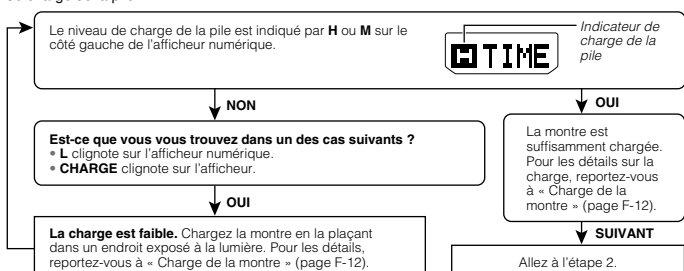 Le niveau de charge de la pile est indiqué par H ou M sur le
côté gauche de l'afficheur numérique.
H TIME
Indicateur de
charge de la
pile
NON
OUI
Est-ce que vous vous trouvez dans un des cas suivants ?
• L clignote sur l'afficheur numérique.
• CHARGE clignote sur l'afficheur.
La montre est
suffisamment chargée.
Pour les détails sur la
charge, reportez-vous
à « Charge de la
montre » (page F-12).
OUI
SUIVANT
La charge est faible. Chargez la montre en la plaçant
dans un endroit exposé à la lumière. Pour les détails,
reportez-vous à « Charge de la montre » (page F-12).
Allez à l'étape 2.